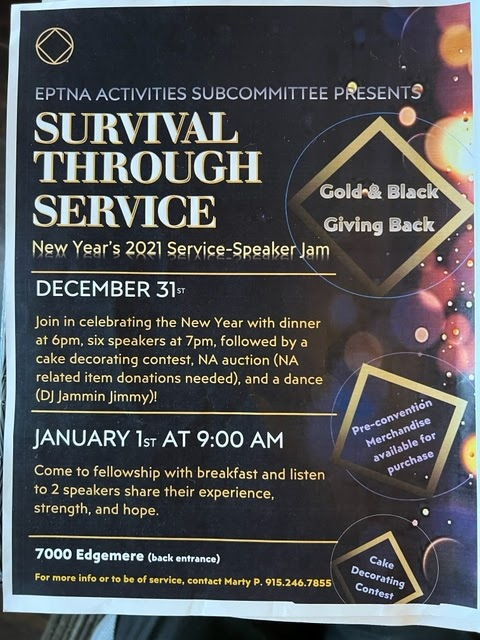 EPTNA ACTIVITIES SUBCOMMITTEE PRESENTS
SURVIVAL
THROUGH
SERVICE
Gold & Black
Giving Back
New Year's 2021 Service-Speaker Jam
DECEMBER 31ST
Join in celebrating the New Year with dinner
at 6pm, six speakers at 7pm, followed by a
cake decorating contest, NA auction (NA
related item donations needed), and a dance
(DJ Jammin Jimmy)!
Pre-convention
Merchandise
available for
purchase
JANUARY 1ST AT 9:00 AM
Come to fellowship with breakfast and listen
to 2 speakers share their experience,
strength, and hope.
7000 Edgemere (back entrance)
For more info or to be of service, contact Marty P. 915.246.7855
Cake
Decorating
Contest